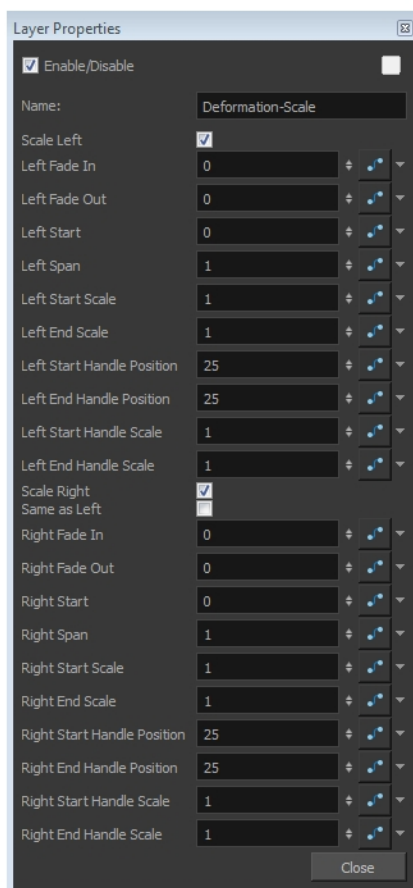 Layer Properties
Enable/Disable
Name: Deformation-Scale
Scale Left
Left Fade In 0
Left Fade Out 0
Left Start 0
Left Span 1
Left Start Scale 1
Left End Scale 1
Left Start Handle Position 25
Left End Handle Position 25
Left Start Handle Scale 1
Left End Handle Scale 1
Scale Right
Same as Left
Right Fade In 0
Right Fade Out 0
Right Start 0
Right Span 1
Right Start Scale 1
Right End Scale 1
Right Start Handle Position 25
Right End Handle Position 25
Right Start Handle Scale 1
Right End Handle Scale 1
Close